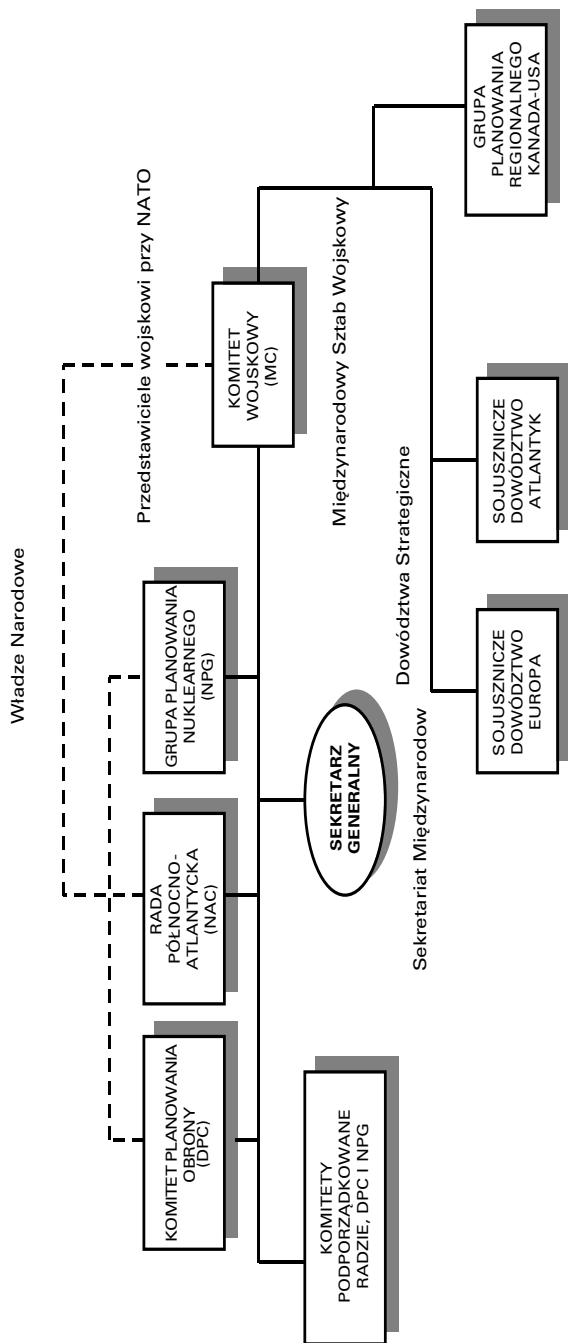 Władze Narodowe
KOMITET PLANOWANIA
OBRONY
(DPC)
RADA
PÓŁNOCNO-
ATLANTYCKA
(NAC)
GRUPA PLANOWANIA
NUKLEARNEGO
(NPG)
Przedstawiciele wojskowi przy NATO
KOMITET
WOJSKOWY
(MC)
KOMITETY
PODPORZĄDKOWANE
RADZIE, DPC I NPG
SEKRETARZ
GENERALNY
Sekretariat Międzynarodow
Międzynarodowy Sztab Wojskowy
Dowództwa Strategiczne
SOJUSZNICZE
DOWÓDZTWO
EUROPA
SOJUSZNICZE
DOWÓDZTWO
ATLANTYK
GRUPA
PLANOWANIA
REGIONALNEGO
KANADA-USA